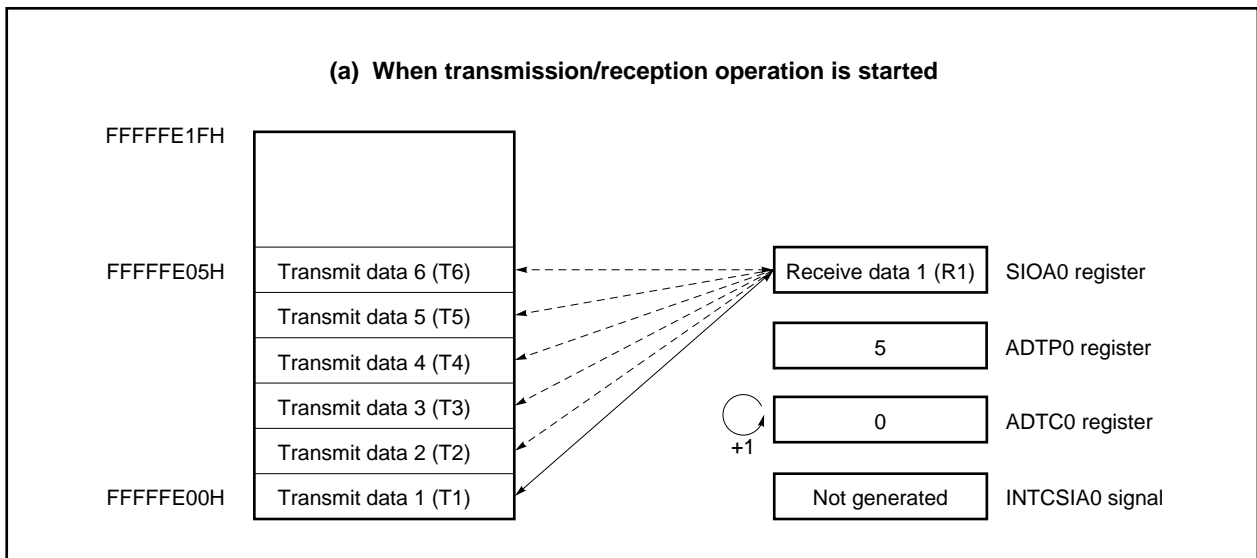 (a) When transmission/reception operation is started
FFFFFE1FH
FFFFFE05H
Transmit data 6 (T6)
Receive data 1 (R1)
SIOA0 register
Transmit data 5 (T5)
5
ADTP0 register
Transmit data 4 (T4)
Transmit data 3 (T3)
0
ADTC0 register
+1
Transmit data 2 (T2)
FFFFFE00H
Transmit data 1 (T1)
Not generated
INTCSIA0 signal